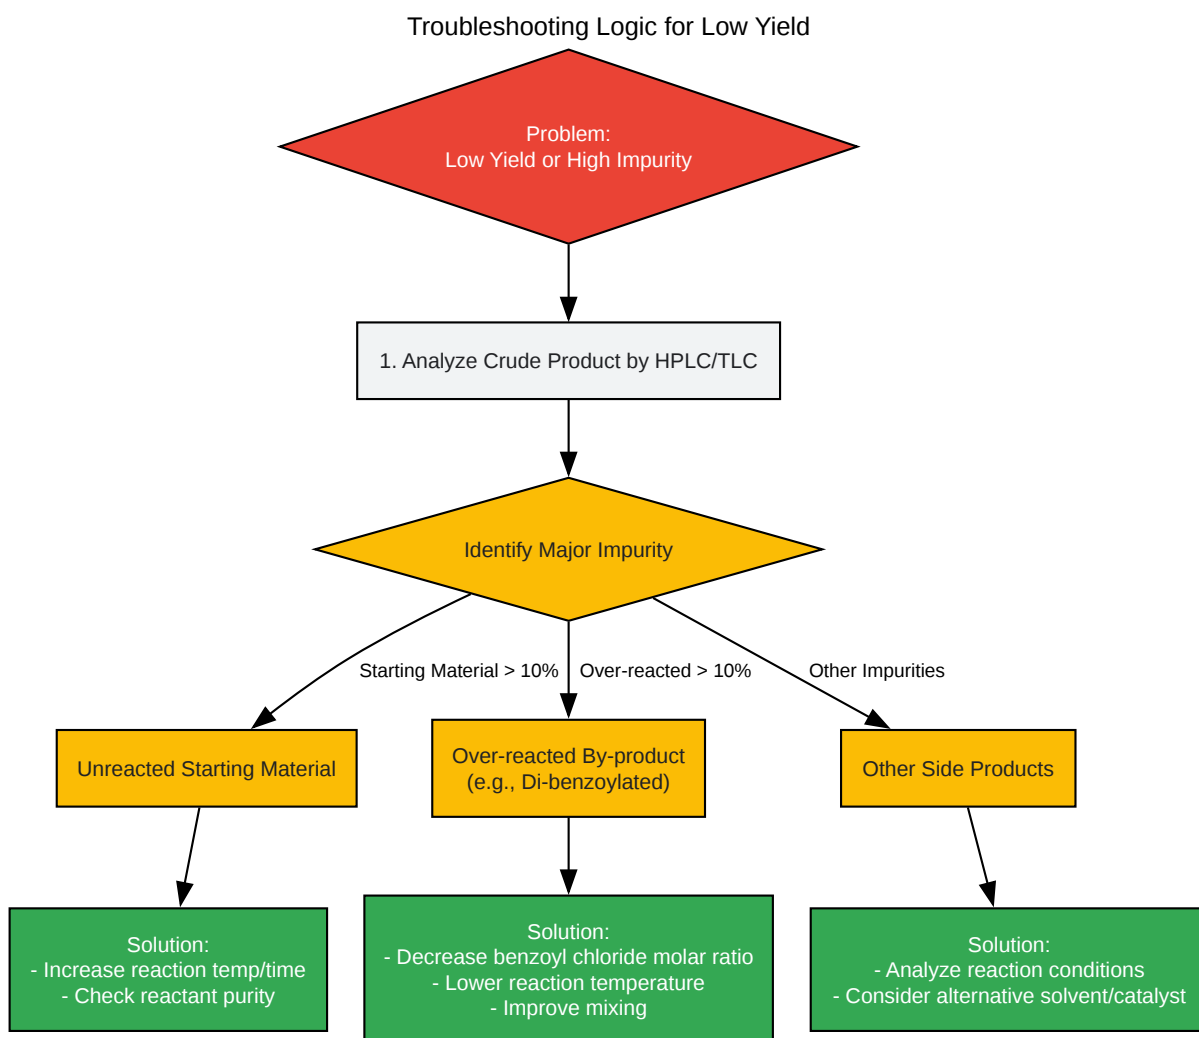 Troubleshooting Logic for Low Yield
Problem:
Low Yield or High Impurity
1. Analyze Crude Product by HPLC/TLC
Identify Major Impurity
Starting Material > 10%
Over-reacted > 10%
Other Impurities
Unreacted Starting Material
Over-reacted By-product
(e.g., Di-benzoylated)
Other Side Products
Solution:
- Increase reaction temp/time
- Check reactant purity
Solution:
- Decrease benzoyl chloride molar ratio
- Lower reaction temperature
- Improve mixing
Solution:
- Analyze reaction conditions
- Consider alternative solvent/catalyst